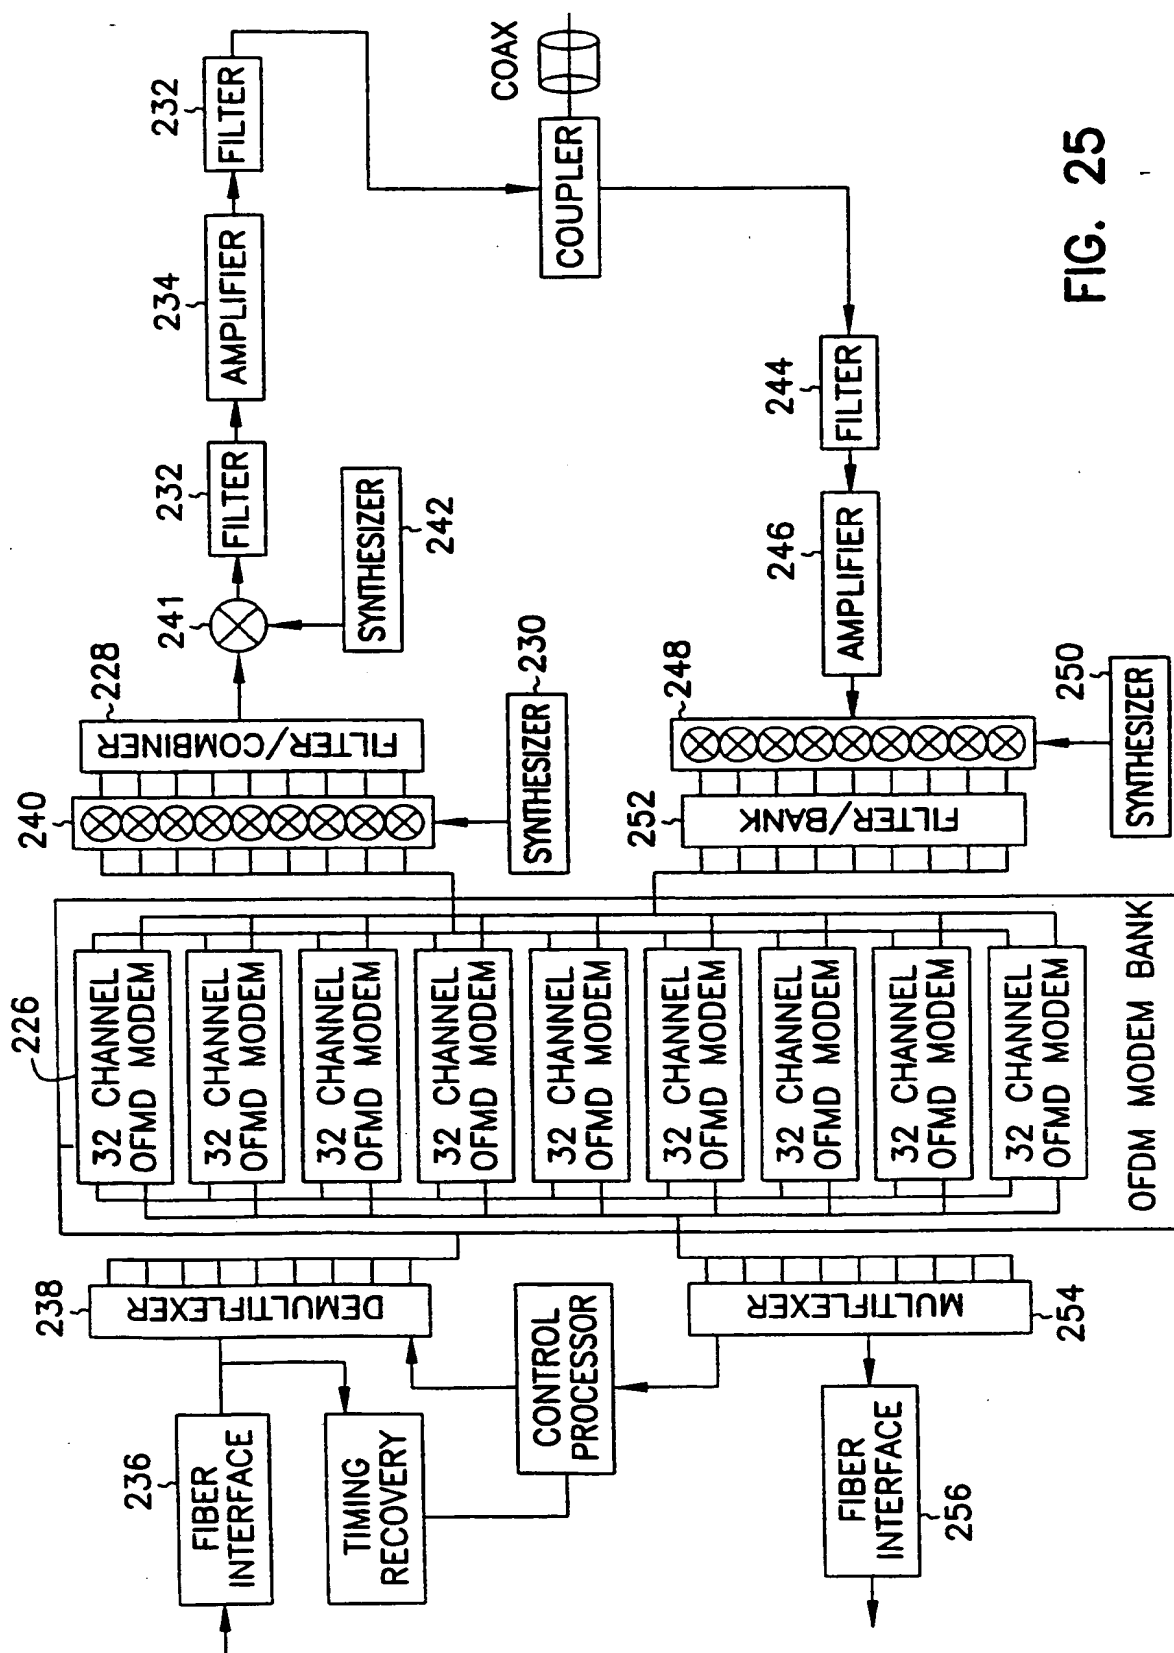 236
FIBER
INTERFACE
TIMING
RECOVERY
238
DEMULTIFLEXER
CONTROL
PROCESSOR
MULTIFLEXER
254
FIBER
INTERFACE
256
226
32 CHANNEL
OFMD MODEM
32 CHANNEL
OFMD MODEM
32 CHANNEL
OFMD MODEM
32 CHANNEL
OFMD MODEM
32 CHANNEL
OFMD MODEM
32 CHANNEL
OFMD MODEM
32 CHANNEL
OFMD MODEM
32 CHANNEL
OFMD MODEM
32 CHANNEL
OFMD MODEM
OFDM MODEM BANK
240
228
FILTER/COMBINER
SYNTHESIZER
230
241
SYNTHESIZER
242
232
FILTER
234
AMPLIFIER
232
FILTER
COAX
COUPLER
244
FILTER
246
AMPLIFIER
248
250
SYNTHESIZER
252
FILTER/BANK
FIG. 25